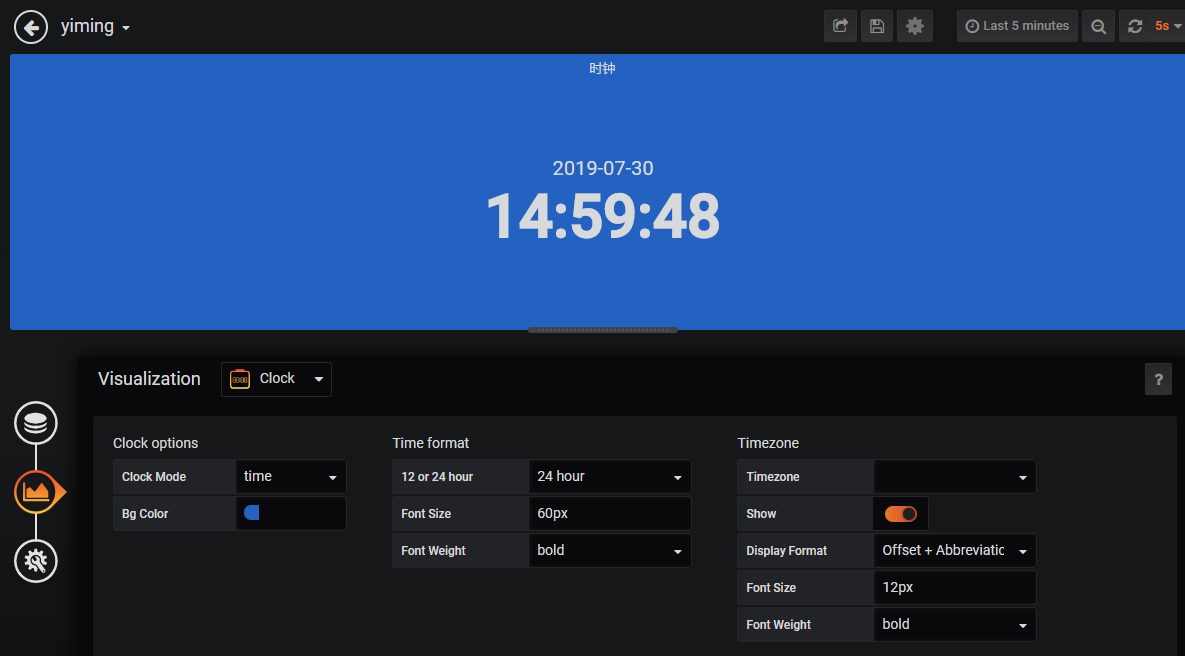 yiming
Last 5 minutes
5s
时钟
2019-07-30
14:59:48
Visualization
Clock
?
Clock options
Time format
Timezone
Clock Mode
time
12 or 24 hour
24 hour
Timezone
Bg Color
Font Size
60px
Show
Font Weight
bold
Display Format
Offset + Abbreviatic
Font Size
12px
Font Weight
bold